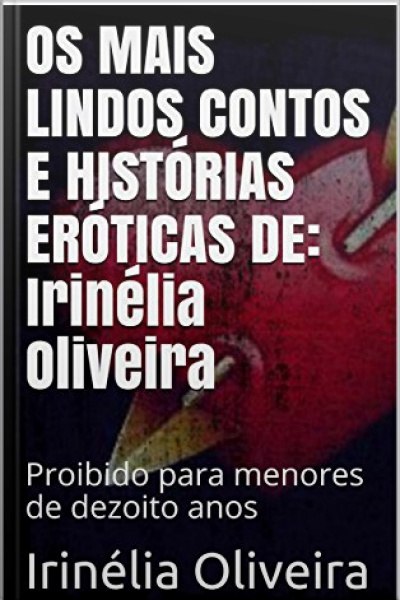 OS MAIS
LINDOS CONTOS
E HISTÓRIAS
ERÓTICAS DE:
Irinélia
Oliveira
Proibido para menores
de dezoito anos
Irinélia Oliveira